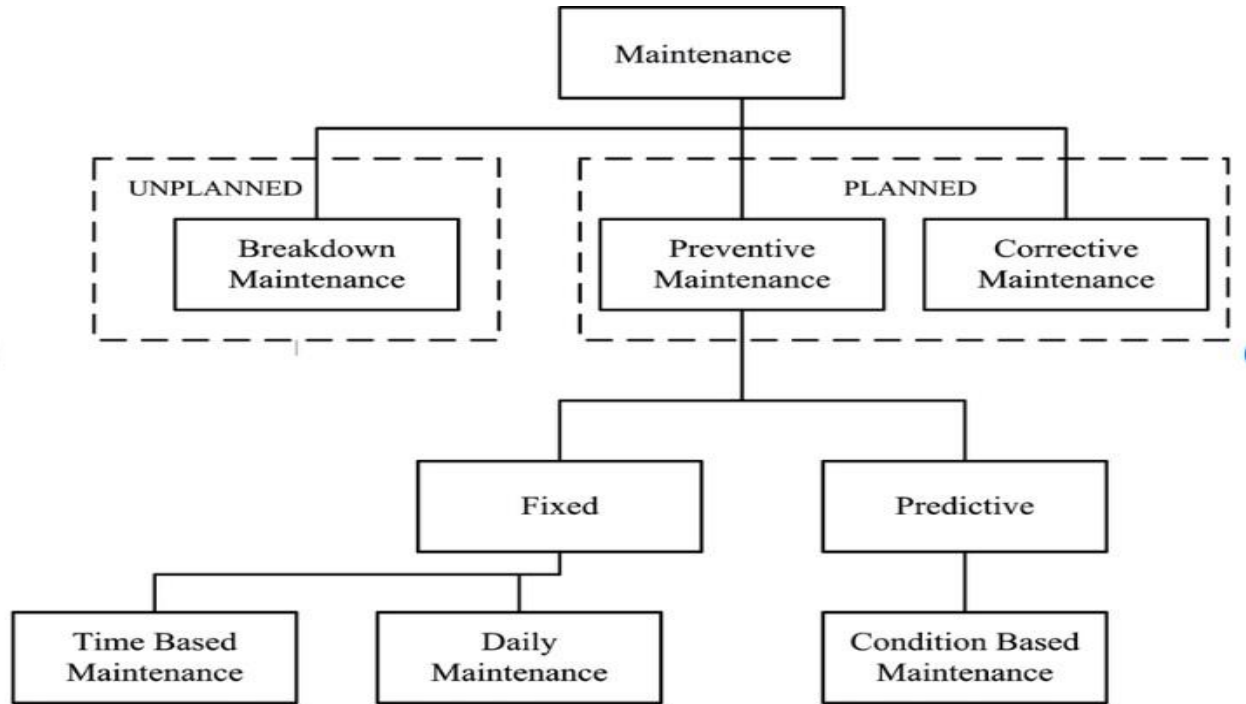 Maintenance
UNPLANNED
PLANNED
Breakdown
Maintenance
Preventive
Maintenance
Corrective
Maintenance
Fixed
Predictive
Time Based
Maintenance
Daily
Maintenance
Condition Based
Maintenance